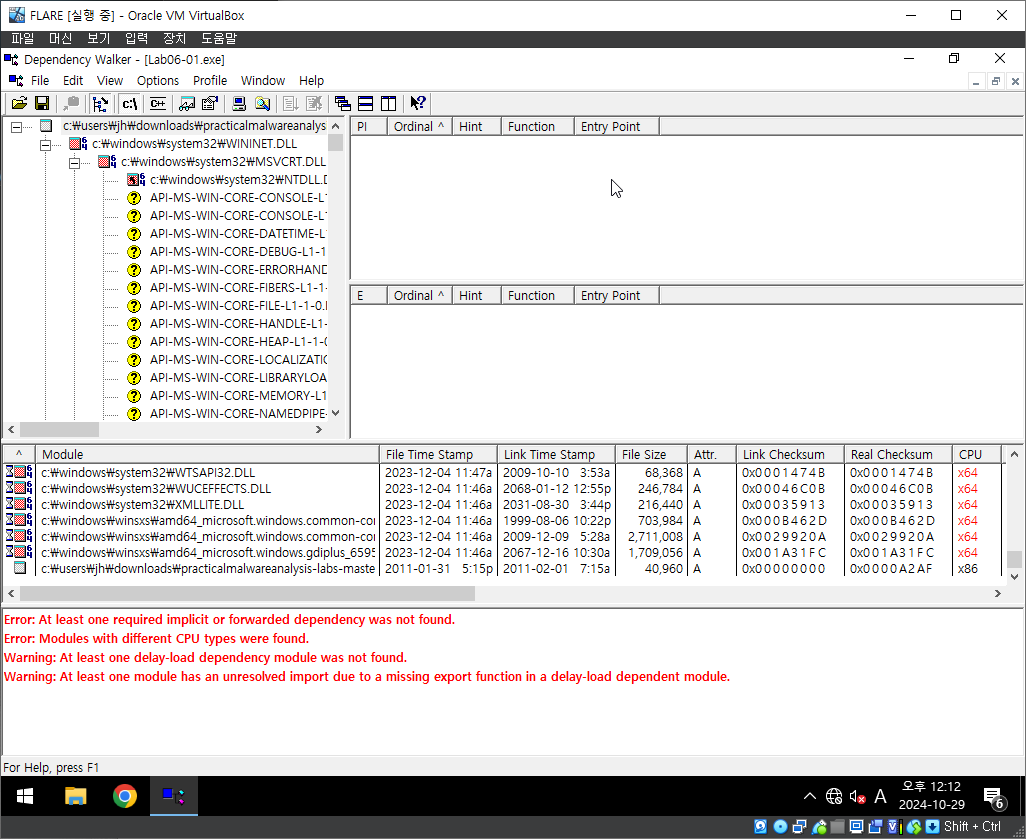 FLARE [실행 중] - Oracle VM VirtualBox
파일 머신 보기 입력 장치 도움말
Dependency Walker - [Lab06-01.exe]
File Edit View Options Profile Window Help
c:\ C++
c:₩users₩jh₩downloads₩practicalmalwareanalys
c:₩windows₩system32₩WININET.DLL
c:₩windows₩system32₩MSVCRT.DLL
c:₩windows₩system32₩NTDLL.D
API-MS-WIN-CORE-CONSOLE-L1
API-MS-WIN-CORE-CONSOLE-L1
API-MS-WIN-CORE-DATETIME-L
API-MS-WIN-CORE-DEBUG-L1-1
API-MS-WIN-CORE-ERRORHAND
API-MS-WIN-CORE-FIBERS-L1-1-
API-MS-WIN-CORE-FILE-L1-1-0.
API-MS-WIN-CORE-HANDLE-L1-
API-MS-WIN-CORE-HEAP-L1-1-0
API-MS-WIN-CORE-LOCALIZATIO
API-MS-WIN-CORE-LIBRARYLOA
API-MS-WIN-CORE-MEMORY-L1
API-MS-WIN-CORE-NAMEDPIPE-
PI Ordinal ^ Hint Function Entry Point
E Ordinal ^ Hint Function Entry Point
^ Module File Time Stamp Link Time Stamp File Size Attr. Link Checksum Real Checksum CPU
c:₩windows₩system32₩WTSAPI32.DLL 2023-12-04 11:47a 2009-10-10 3:53a 68,368 A 0x0001474B 0x0001474B x64
c:₩windows₩system32₩WUCEFFECTS.DLL 2023-12-04 11:46a 2068-01-12 12:55p 246,784 A 0x00046C0B 0x00046C0B x64
c:₩windows₩system32₩XMLLITE.DLL 2023-12-04 11:46a 2031-08-30 3:44p 216,440 A 0x00035913 0x00035913 x64
c:₩windows₩winsxs₩amd64_microsoft.windows.common-coı 2023-12-04 11:46a 1999-08-06 10:22p 703,984 A 0x000B462D 0x000B462D x64
c:₩windows₩winsxs₩amd64_microsoft.windows.common-coı 2023-12-04 11:46a 2009-12-09 5:28a 2,711,008 A 0x0029920A 0x0029920A x64
c:₩windows₩winsxs₩amd64_microsoft.windows.gdiplus_6595 2023-12-04 11:46a 2067-12-16 10:30a 1,709,056 A 0x001A31FC 0x001A31FC x64
c:₩users₩jh₩downloads₩practicalmalwareanalysis-labs-maste 2011-01-31 5:15p 2011-02-01 7:15a 40,960 A 0x00000000 0x0000A2AF x86
Error: At least one required implicit or forwarded dependency was not found.
Error: Modules with different CPU types were found.
Warning: At least one delay-load dependency module was not found.
Warning: At least one module has an unresolved import due to a missing export function in a delay-load dependent module.
For Help, press F1
A 오후 12:12
2024-10-29
6
Shift + Ctrl